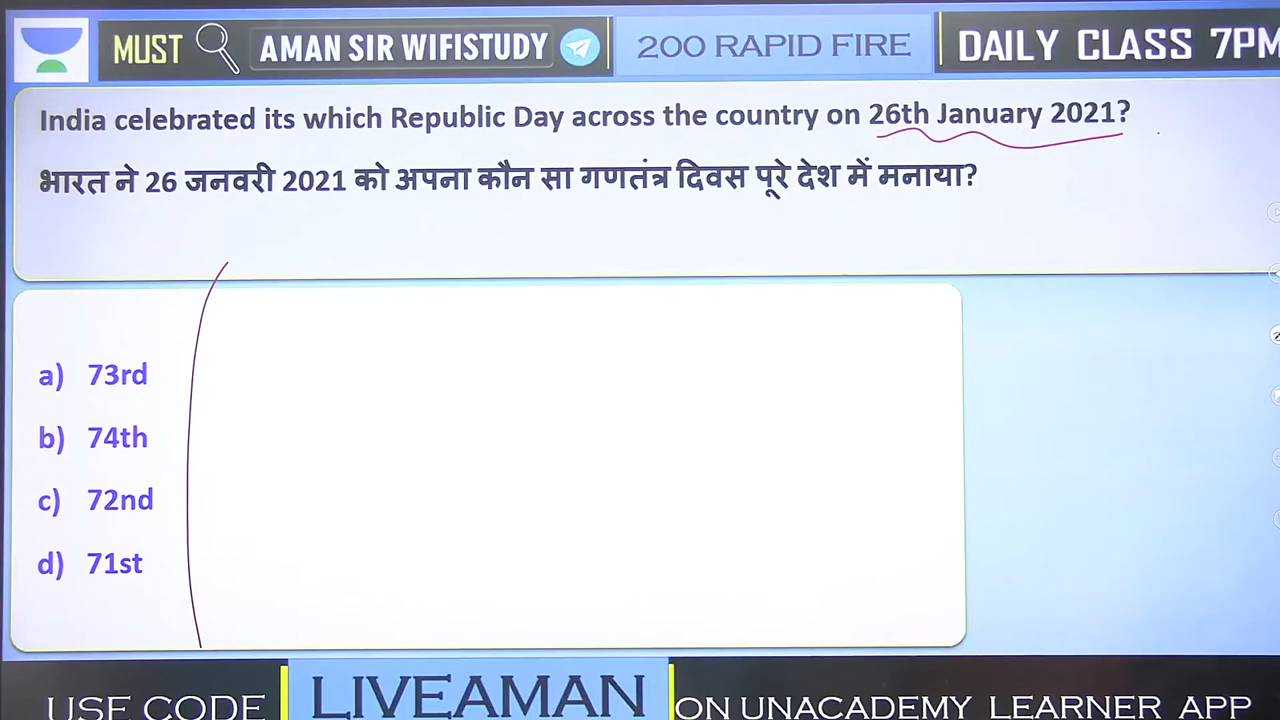 MUST AMAN SIR WIFISTUDY 200 RAPID FIRE DAILY CLASS 7PM
India celebrated its which Republic Day across the country on 26th January 2021?
भारत ने 26 जनवरी 2021 को अपना कौन सा गणतंत्र दिवस पूरे देश में मनाया?
a) 73rd
b) 74th
c) 72nd
d) 71st
USE CODE LIVEAMAN ON UNACADEMY LEARNER APP